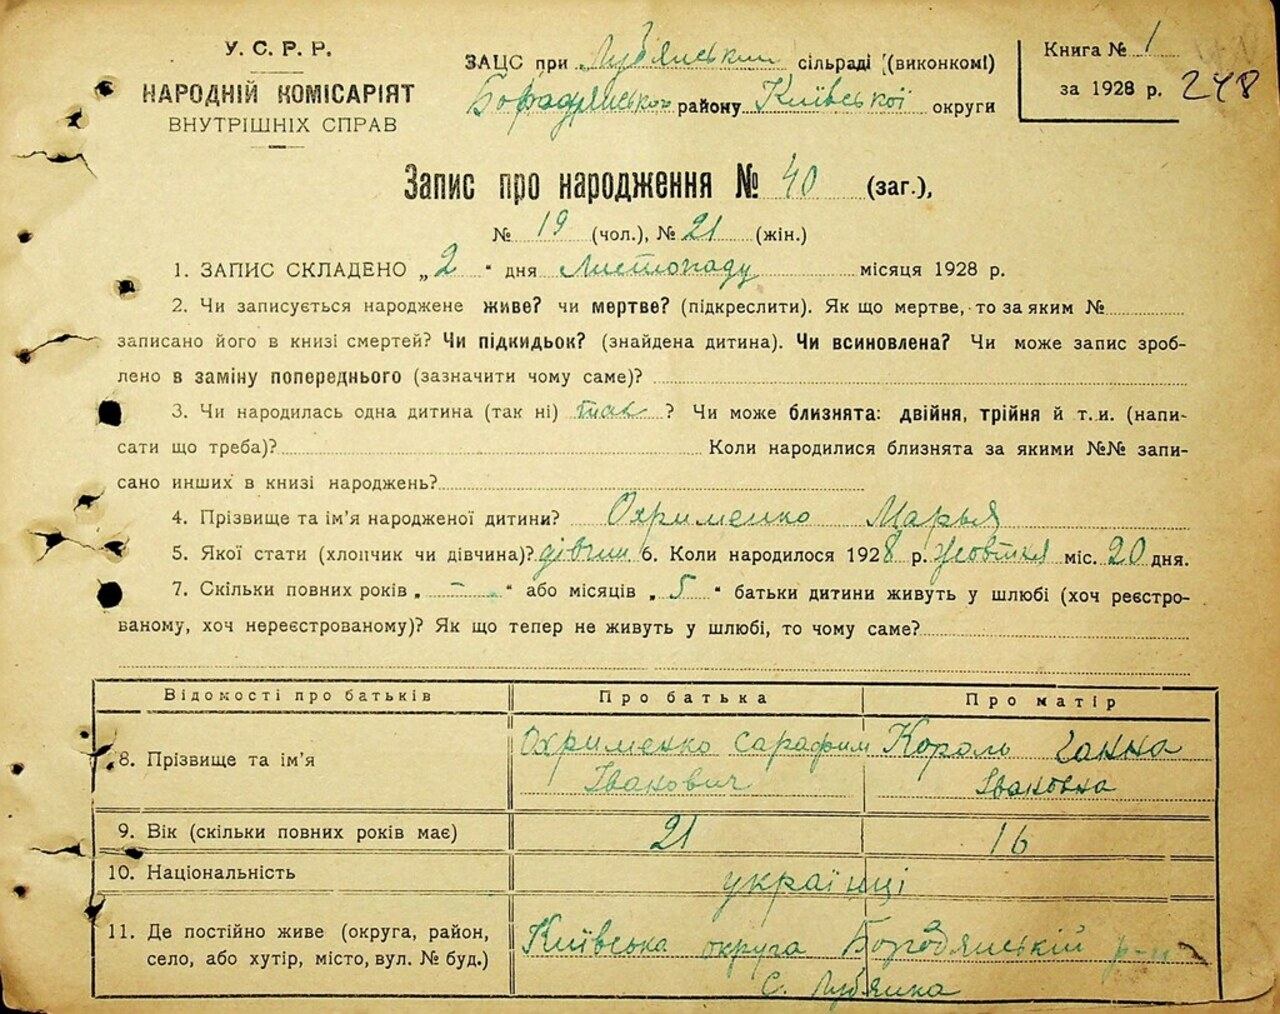 У. С. Р. Р.
НАРОДНІЙ КОМІСАРІЯТ
ВНУТРІШНІХ СПРАВ
ЗАЦС при Луб'янський сільраді (виконкомі)
Бородянського району Київської округи
Книга № 1
за 1928 р. 248
Запис про народження № 40 (заг.),
№ 19 (чол.), № 21 (жін.)
1. ЗАПИС СКЛАДЕНО „2" дня Листопаду місяця 1928 р.
2. Чи записується народжене живе? чи мертве? (підкреслити). Як що мертве, то за яким №
записано його в книзі смертей? Чи підкидьок? (знайдена дитина). Чи всиновлена? Чи може запис зроб-
лено в заміну попереднього (зазначити чому саме)?
3. Чи народилась одна дитина (так ні) так ? Чи може близнята: двійня, трійня й т. и. (напи-
сати що треба)? Коли народилися близнята за якими №№ запи-
сано инших в книзі народжень?
4. Прізвище та ім'я народженої дитини? Охрименко Марья
5. Якої стати (хлопчик чи дівчина)? дівчин 6. Коли народилося 1928 р. жовтня міс. 20 дня.
7. Скільки повних років „ – " або місяців „ 5 " батьки дитини живуть у шлюбі (хоч реєстро-
ваному, хоч нереєстрованому)? Як що тепер не живуть у шлюбі, то чому саме?
Відомості про батьків Про батька Про матір
8. Прізвище та ім'я Охрименко Сарафим Король Ганна
Іванович Івановна
9. Вік (скільки повних років має) 21 16
10. Національність українці
11. Де постійно живе (округа, район, Київська округа Бородянській р-н
село, або хутір, місто, вул. № буд.) С. Луб'янка